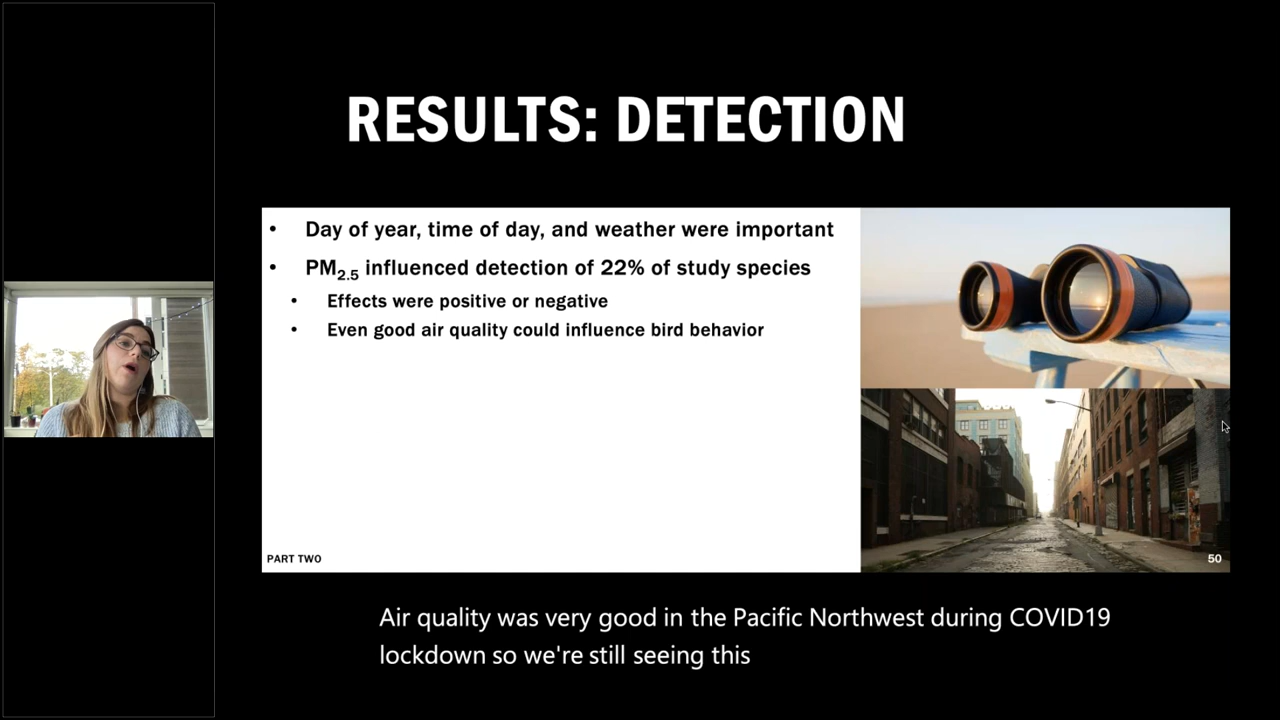 RESULTS: DETECTION
• Day of year, time of day, and weather were important
• PM2.5 influenced detection of 22% of study species
• Effects were positive or negative
• Even good air quality could influence bird behavior
PART TWO
50
Air quality was very good in the Pacific Northwest during COVID19
lockdown so we're still seeing this